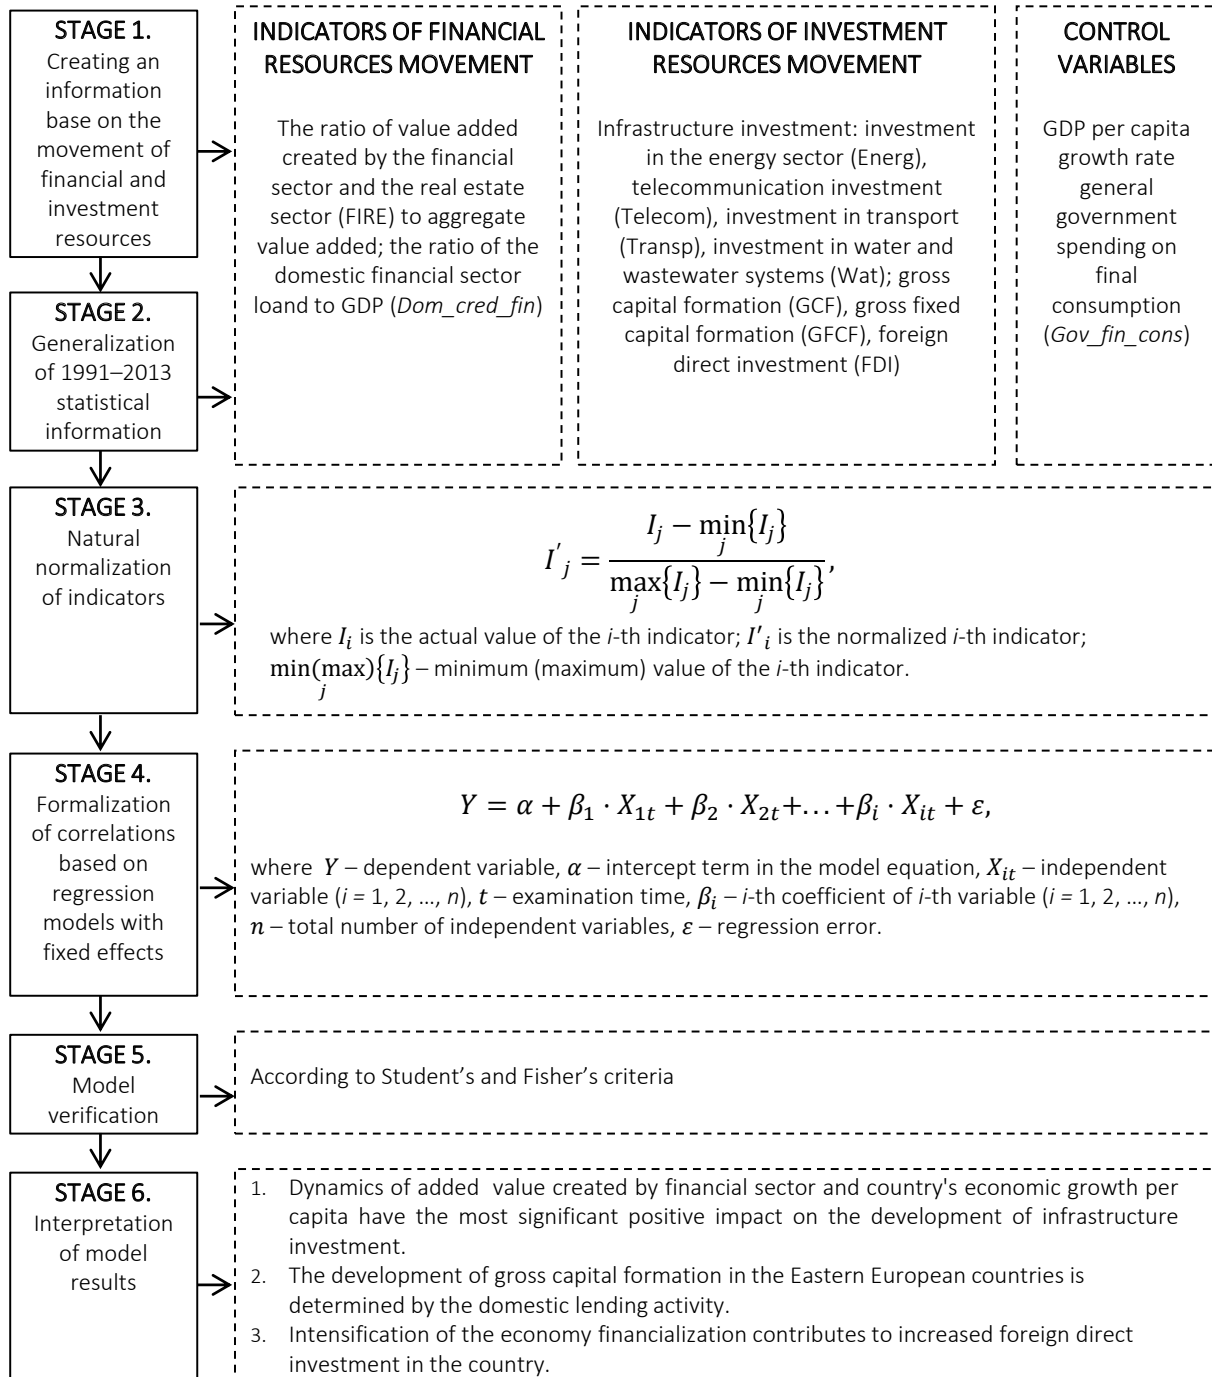 STAGE 1.
Creating an
information
base on the
movement of
financial and
investment
resources
INDICATORS OF FINANCIAL
RESOURCES MOVEMENT
The ratio of value added
created by the financial
sector and the real estate
sector (FIRE) to aggregate
value added; the ratio of the
domestic financial sector
loand to GDP (Dom_cred_fin)
INDICATORS OF INVESTMENT
RESOURCES MOVEMENT
Infrastructure investment: investment
in the energy sector (Energ),
telecommunication investment
(Telecom), investment in transport
(Transp), investment in water and
wastewater systems (Wat); gross
capital formation (GCF), gross fixed
capital formation (GFCF), foreign
direct investment (FDI)
CONTROL
VARIABLES
GDP per capita
growth rate
general
government
spending on
final
consumption
(Gov_fin_cons)
STAGE 2.
Generalization
of 1991–2013
statistical
information
STAGE 3.
Natural
normalization
of indicators
I'_j = (I_j − min_j{I_j}) / (max_j{I_j} − min_j{I_j}),
where I_i is the actual value of the i-th indicator; I'_i is the normalized i-th indicator;
min(max)_j{I_j} – minimum (maximum) value of the i-th indicator.
STAGE 4.
Formalization
of correlations
based on
regression
models with
fixed effects
Y = α + β₁ · X₁t + β₂ · X₂t+...+βi · Xit + ε,
where Y – dependent variable, α – intercept term in the model equation, Xit – independent
variable (i = 1, 2, ..., n), t – examination time, βi – i-th coefficient of i-th variable (i = 1, 2, ..., n),
n – total number of independent variables, ε – regression error.
STAGE 5.
Model
verification
According to Student's and Fisher's criteria
STAGE 6.
Interpretation
of model
results
1. Dynamics of added value created by financial sector and country's economic growth per
capita have the most significant positive impact on the development of infrastructure
investment.
2. The development of gross capital formation in the Eastern European countries is
determined by the domestic lending activity.
3. Intensification of the economy financialization contributes to increased foreign direct
investment in the country.